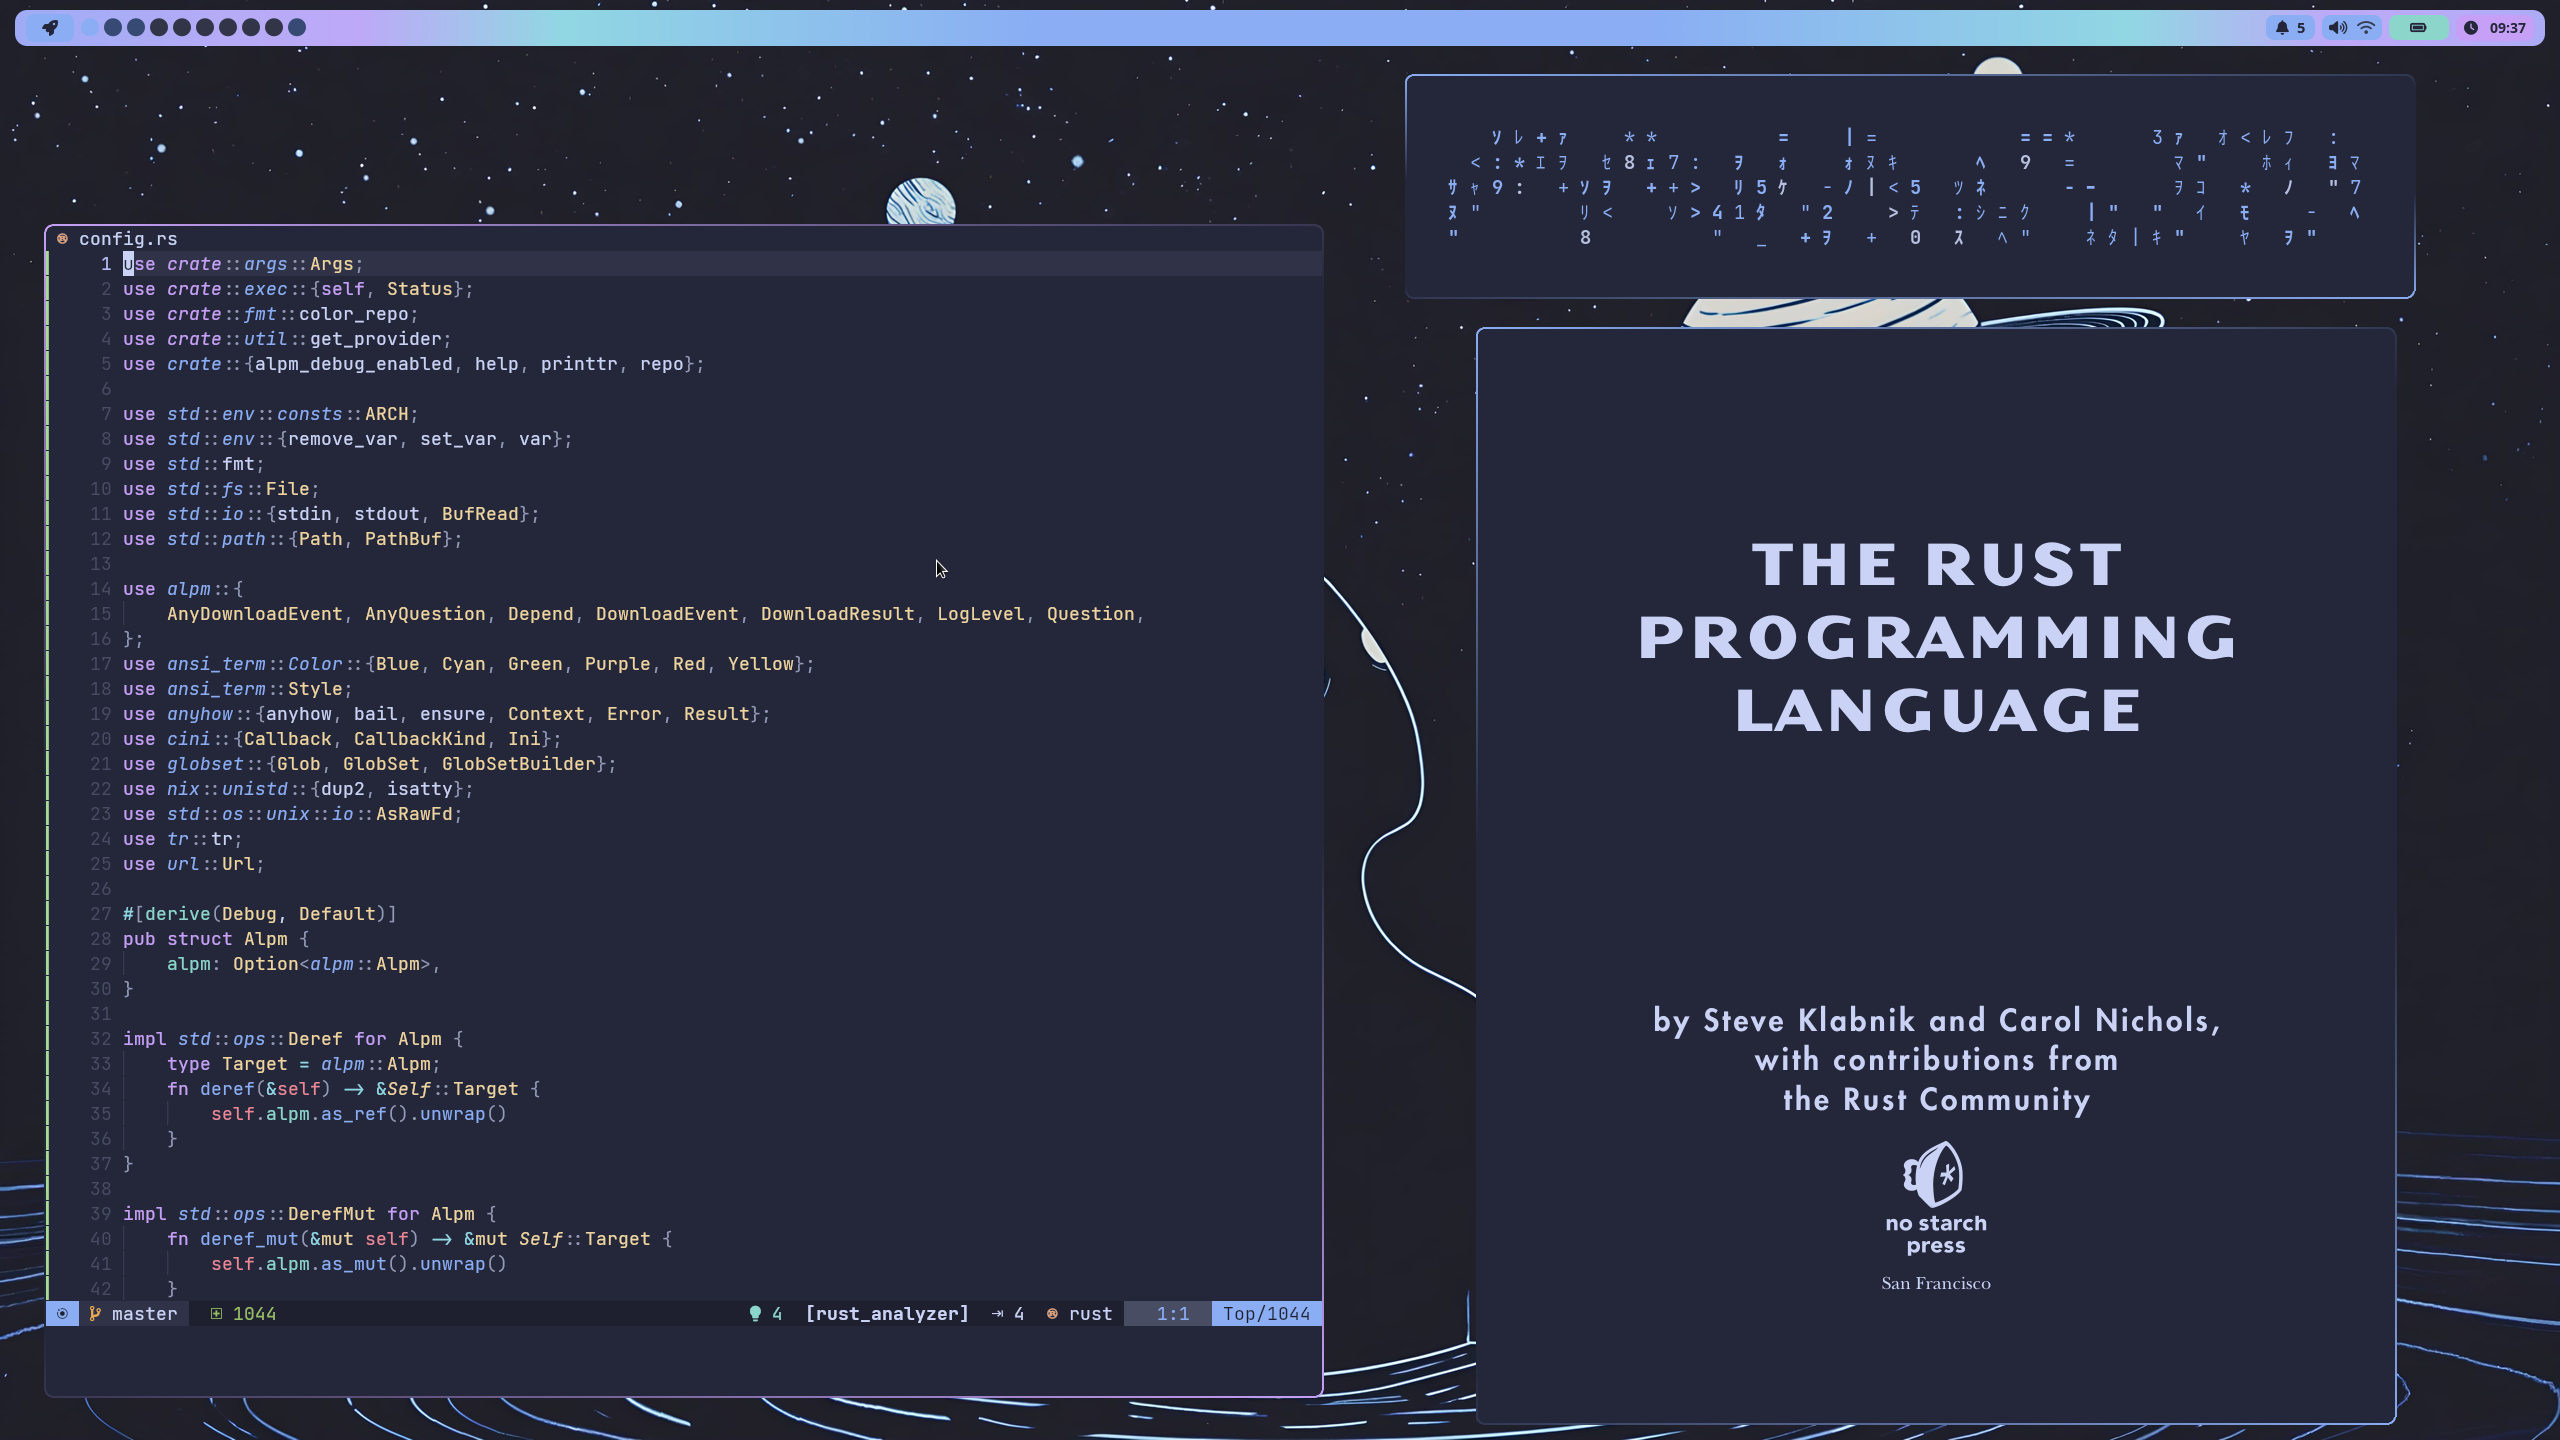 5
09:37
config.rs
1 use crate::args::Args;
2 use crate::exec::{self, Status};
3 use crate::fmt::color_repo;
4 use crate::util::get_provider;
5 use crate::{alpm_debug_enabled, help, printtr, repo};
6
7 use std::env::consts::ARCH;
8 use std::env::{remove_var, set_var, var};
9 use std::fmt;
10 use std::fs::File;
11 use std::io::{stdin, stdout, BufRead};
12 use std::path::{Path, PathBuf};
13
14 use alpm::{
15     AnyDownloadEvent, AnyQuestion, Depend, DownloadEvent, DownloadResult, LogLevel, Question,
16 };
17 use ansi_term::Color::{Blue, Cyan, Green, Purple, Red, Yellow};
18 use ansi_term::Style;
19 use anyhow::{anyhow, bail, ensure, Context, Error, Result};
20 use cini::{Callback, CallbackKind, Ini};
21 use globset::{Glob, GlobSet, GlobSetBuilder};
22 use nix::unistd::{dup2, isatty};
23 use std::os::unix::io::AsRawFd;
24 use tr::tr;
25 use url::Url;
26
27 #[derive(Debug, Default)]
28 pub struct Alpm {
29     alpm: Option<alpm::Alpm>,
30 }
31
32 impl std::ops::Deref for Alpm {
33     type Target = alpm::Alpm;
34     fn deref(&self) -> &Self::Target {
35         self.alpm.as_ref().unwrap()
36     }
37 }
38
39 impl std::ops::DerefMut for Alpm {
40     fn deref_mut(&mut self) -> &mut Self::Target {
41         self.alpm.as_mut().unwrap()
42     }
master 1044 4 [rust_analyzer] ⇥ 4 rust 1:1 Top/1044
THE RUST
PROGRAMMING
LANGUAGE
by Steve Klabnik and Carol Nichols,
with contributions from
the Rust Community
no starch
press
San Francisco